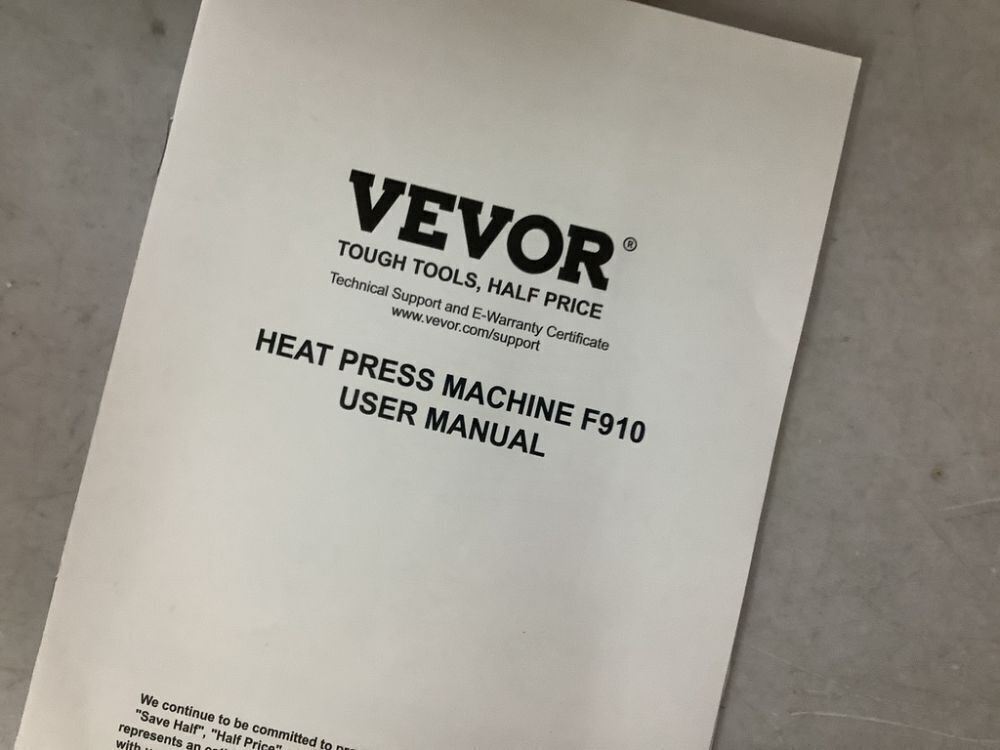 VEVOR®
TOUGH TOOLS, HALF PRICE
Technical Support and E-Warranty Certificate
www.vevor.com/support
HEAT PRESS MACHINE F910
USER MANUAL
We continue to be committed to
"Save Half", "Half Price"
represents an